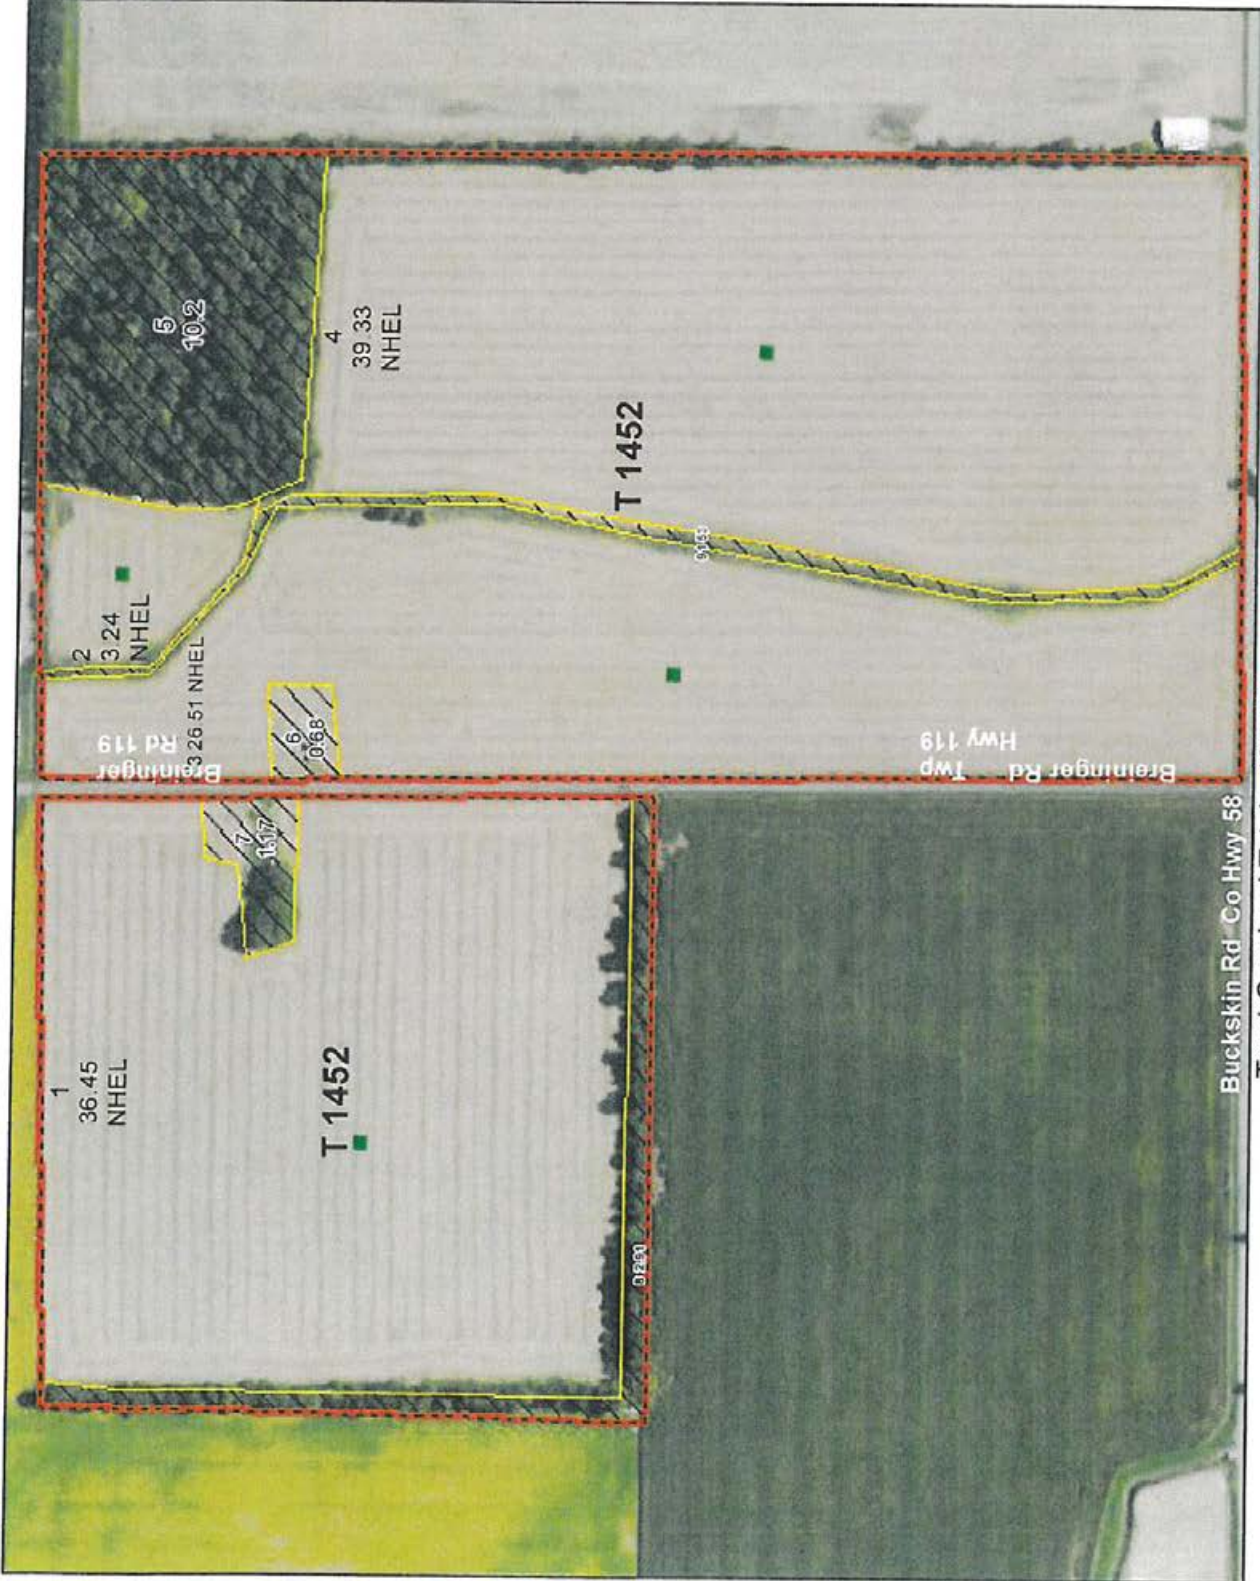 5
10.2
4
39.33
NHEL
T 1452
2
3.24
NHEL
3 26.51 NHEL
6
0.68
Breininger
Rd 119
Breininger Rd
Twp
Hwy 119
7
1.17
1
36.45
NHEL
T 1452
Buckskin Rd Co Hwy 58